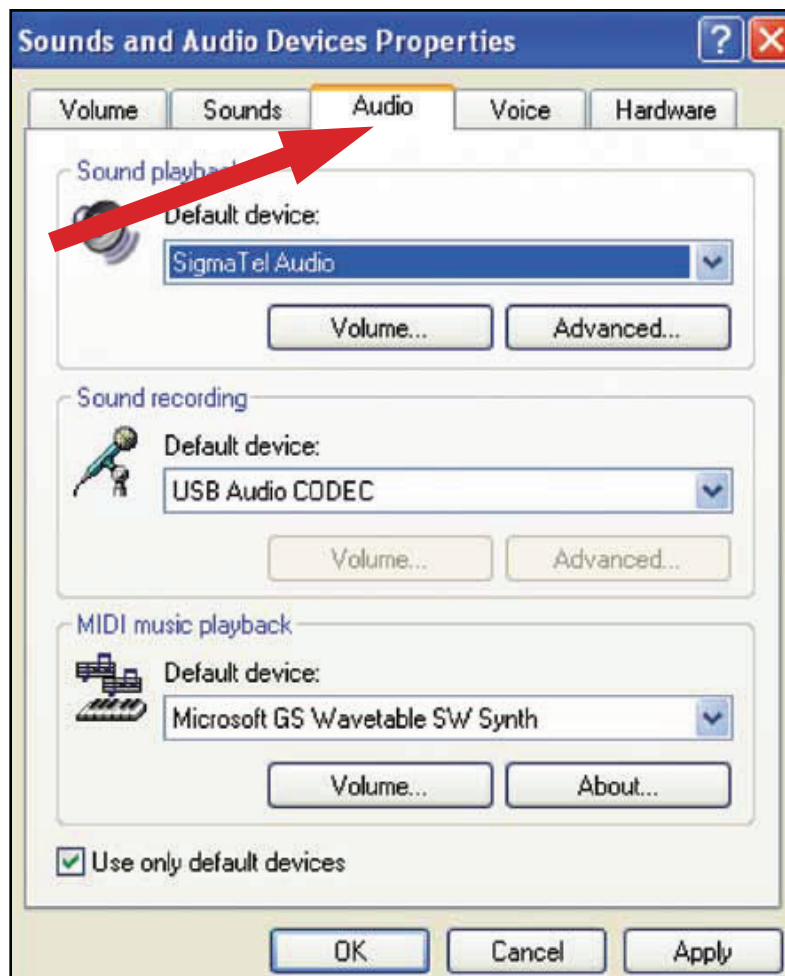 Sounds and Audio Devices Properties
Volume Sounds Audio Voice Hardware
Sound playback
Default device:
SigmaTel Audio
Volume... Advanced...
Sound recording
Default device:
USB Audio CODEC
Volume... Advanced...
MIDI music playback
Default device:
Microsoft GS Wavetable SW Synth
Volume... About...
Use only default devices
OK Cancel Apply